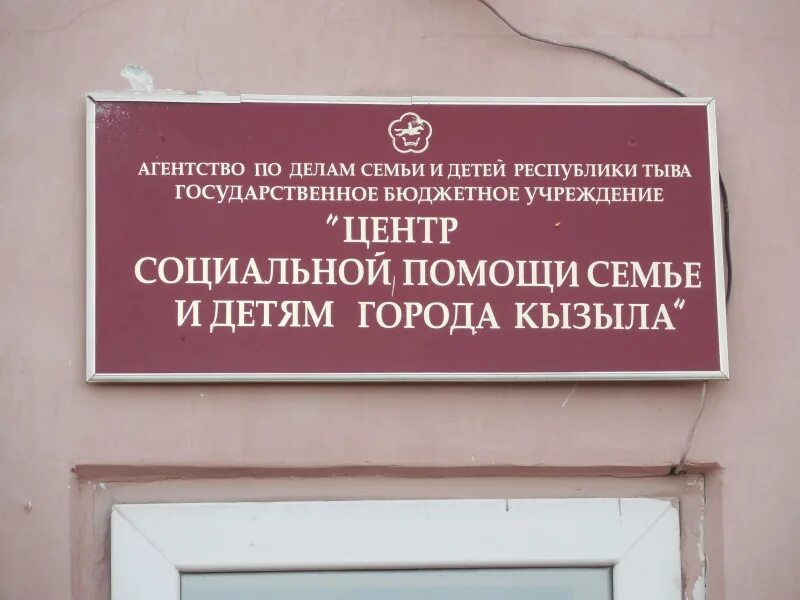 АГЕНТСТВО ПО ДЕЛАМ СЕМЬИ И ДЕТЕЙ РЕСПУБЛИКИ ТЫВА
ГОСУДАРСТВЕННОЕ БЮДЖЕТНОЕ УЧРЕЖДЕНИЕ
"ЦЕНТР
СОЦИАЛЬНОЙ ПОМОЩИ СЕМЬЕ
И ДЕТЯМ ГОРОДА КЫЗЫЛА"